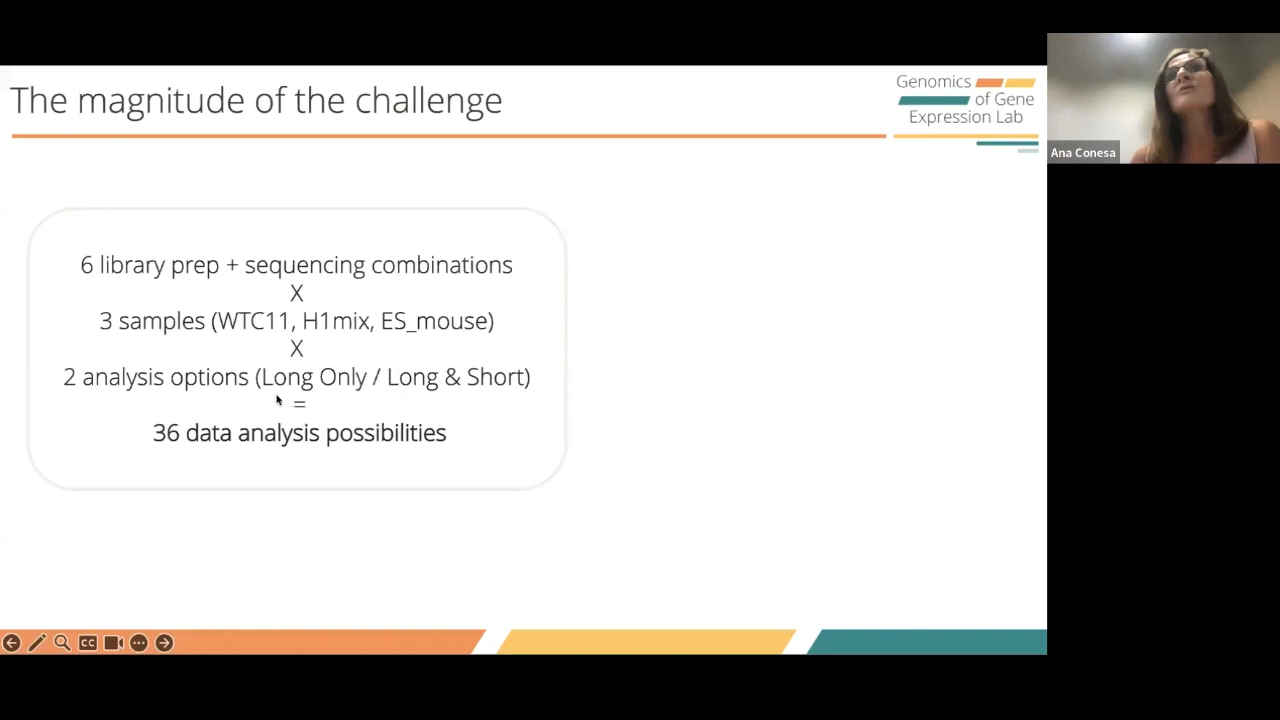 The magnitude of the challenge
Genomics
of Gene
Expression Lab
Ana Conesa
6 library prep + sequencing combinations
X
3 samples (WTC11, H1mix, ES_mouse)
X
2 analysis options (Long Only / Long & Short)
=
36 data analysis possibilities
CC